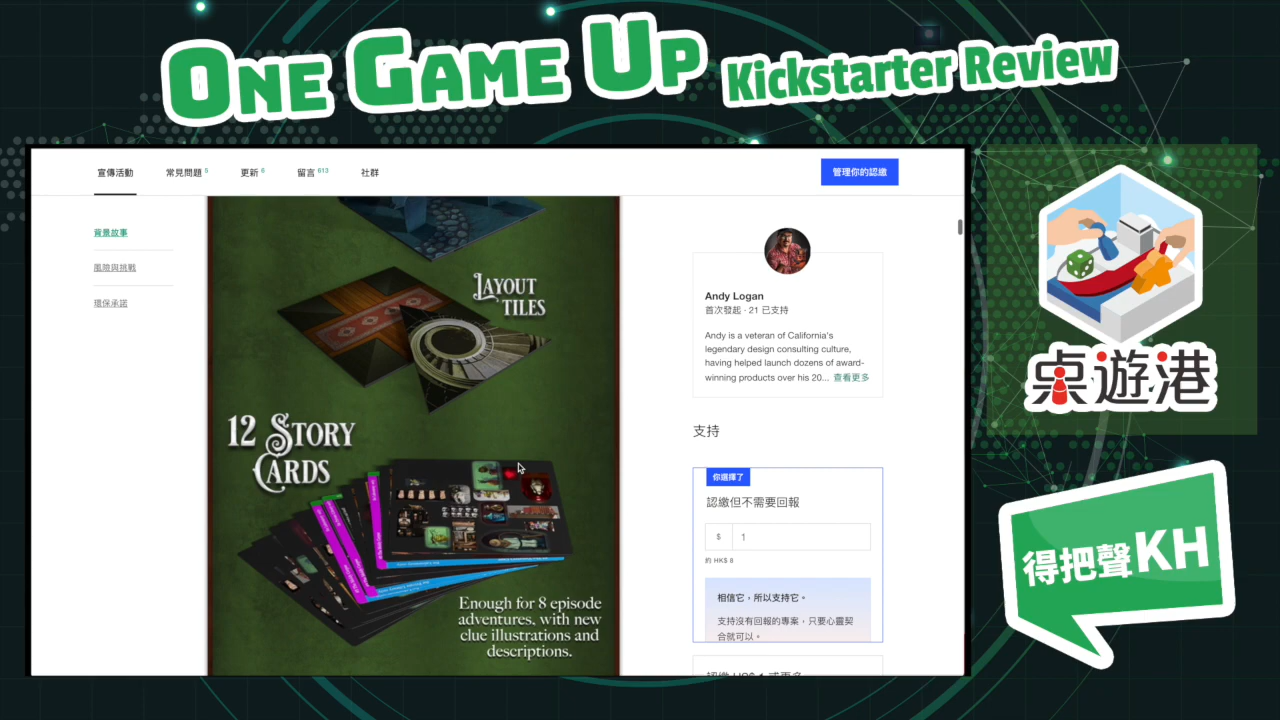 ONE GAME UP Kickstarter Review
宣傳活動 常見問題 5 更新 6 留言 613 社群
管理你的認繳
背景故事
風險與挑戰
環保承諾
LAYOUT
TILES
12 STORY
CARDS
Enough for 8 episode
adventures, with new
clue illustrations and
descriptions.
Andy Logan
首次發起 · 21 已支持
Andy is a veteran of California's
legendary design consulting culture,
having helped launch dozens of award-
winning products over his 20... 查看更多
支持
你選擇了
認繳但不需要回報
$ 1
約 HK$ 8
相信它，所以支持它。
支持沒有回報的專案，只要心靈契
合就可以。
認繳 US$ 1 或更多
桌遊港
得把聲KH